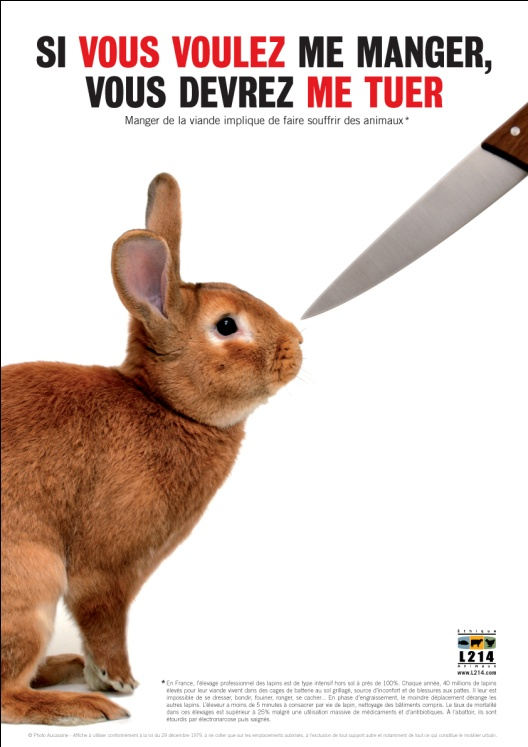 SI VOUS VOULEZ ME MANGER,
VOUS DEVREZ ME TUER
Manger de la viande implique de faire souffrir des animaux*
Éthique
L214
Animaux
www.L214.com
* En France, l'élevage professionnel des lapins est de type intensif hors sol à près de 100%. Chaque année, 40 millions de lapins
élevés pour leur viande vivent dans des cages de batterie au sol grillagé, source d'inconfort et de blessures aux pattes. Il leur est
impossible de se dresser, bondir, fouiner, ronger, se cacher... En phase d'engraissement, le moindre déplacement dérange les
autres lapins. L'éleveur a moins de 5 minutes à consacrer par vie de lapin, nettoyage des bâtiments compris. Le taux de mortalité
dans ces élevages est supérieur à 25% malgré une utilisation massive de médicaments et d'antibiotiques. À l'abattoir, ils sont
étourdis par électronarcose puis saignés.
© Photo Aucassine - Affiche à utiliser conformément à la loi du 29 décembre 1979, à ne coller que sur les emplacements autorisés, à l'exclusion de tout support autre et notamment de tout ce qui constitue le mobilier urbain.